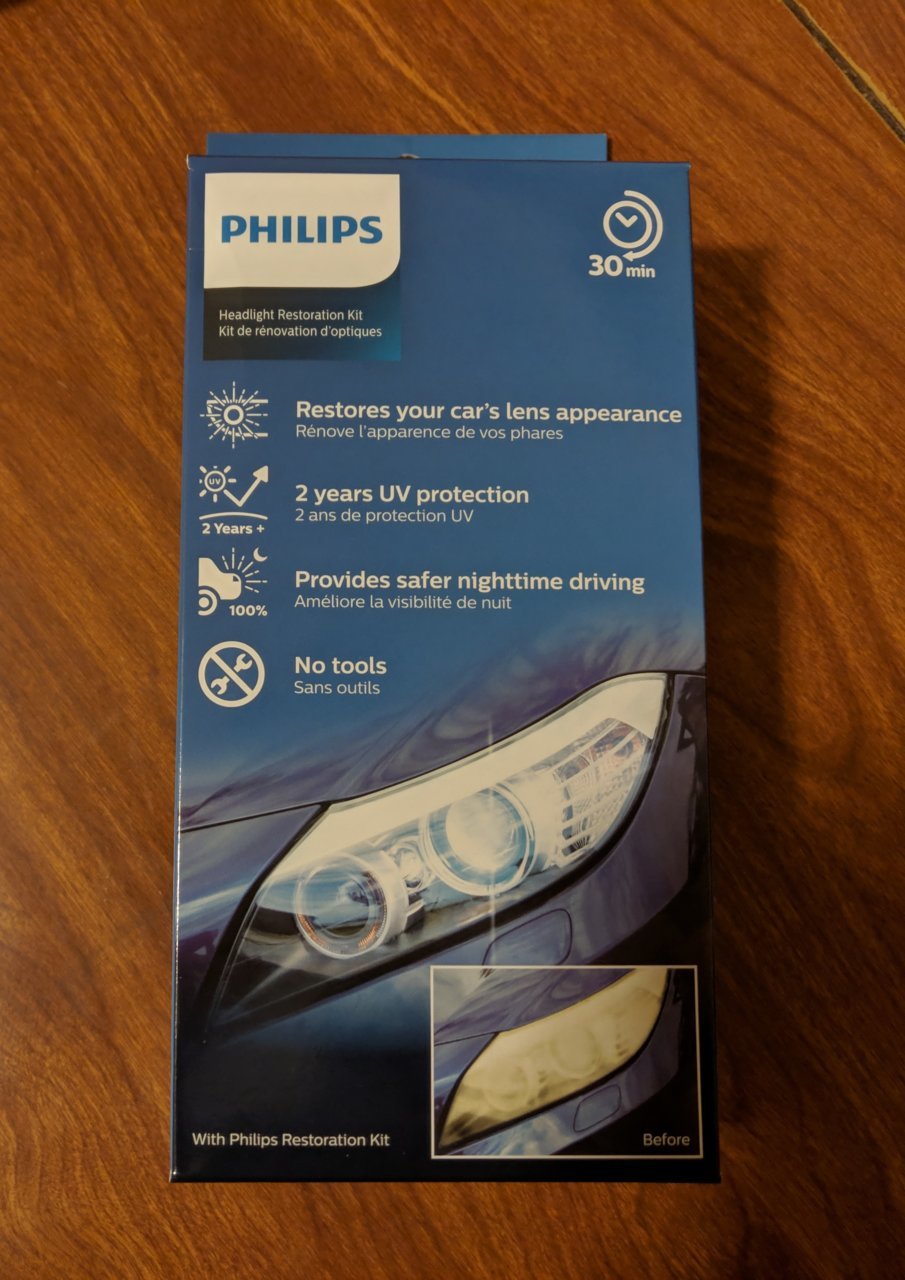 PHILIPS
30 min
Headlight Restoration Kit
Kit de rénovation d'optiques
Restores your car's lens appearance
Rénove l'apparence de vos phares
UV
2 Years +
2 years UV protection
2 ans de protection UV
100%
Provides safer nighttime driving
Améliore la visibilité de nuit
No tools
Sans outils
With Philips Restoration Kit
Before